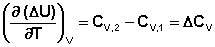 (∂(ΔU)/∂T)_V = C_V,2 − C_V,1 = ΔC_V